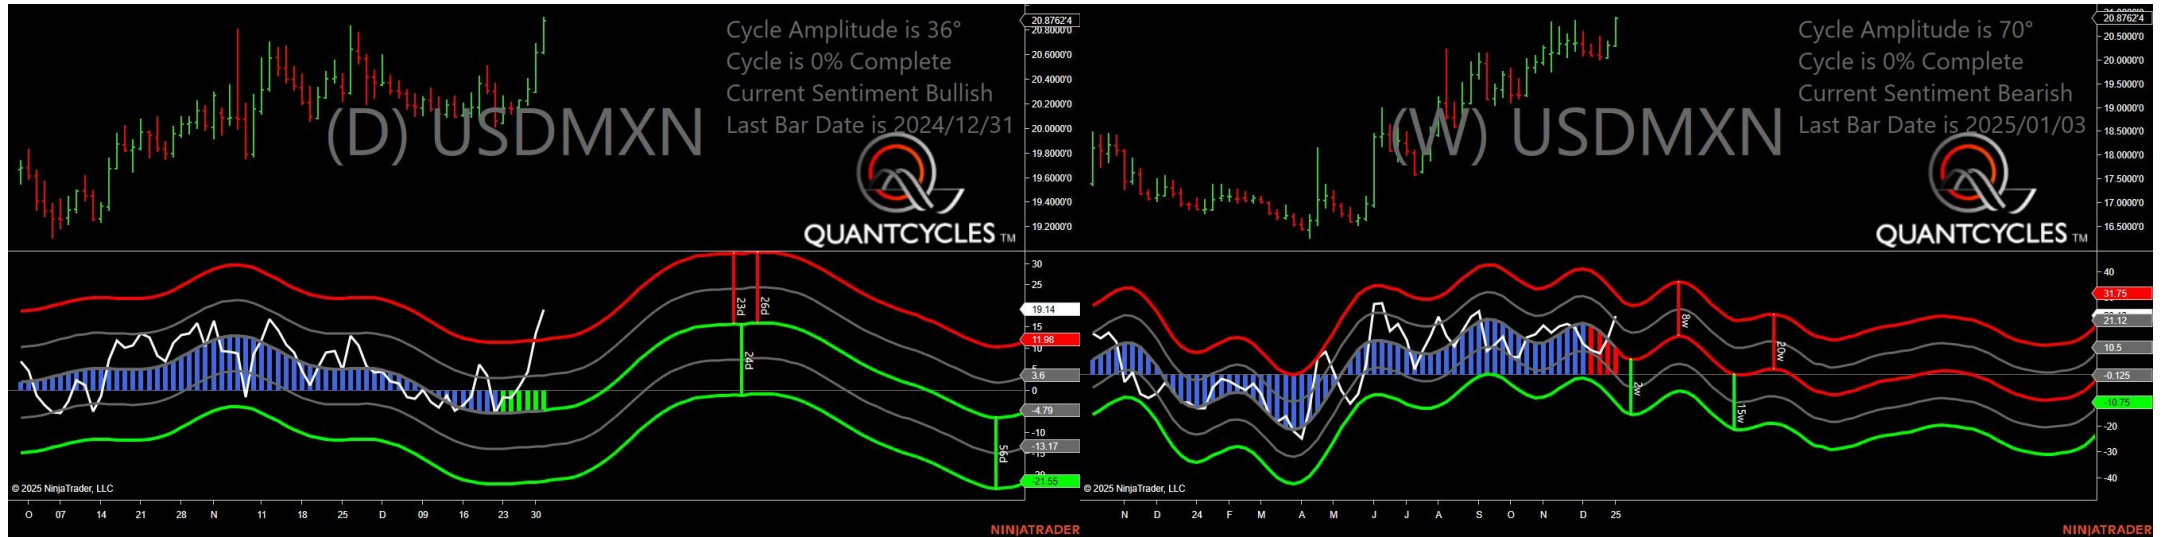 Cycle Amplitude is 36°
Cycle is 0% Complete
Current Sentiment Bullish
Last Bar Date is 2024/12/31
(D) USDMXN
QUANTCYCLES TM
20.8762'4
20.8000'0
20.6000'0
20.4000'0
20.2000'0
20.0000'0
19.8000'0
19.6000'0
19.4000'0
19.2000'0
30
25
19.14
15
11.98
10
5
3.6
0
-4.79
-10
-13.17
-15
-21.55
23d
26d
24d
56d
© 2025 NinjaTrader, LLC
O 07 14 21 28 N 11 18 25 D 09 16 23 30
NINJATRADER
Cycle Amplitude is 70°
Cycle is 0% Complete
Current Sentiment Bearish
Last Bar Date is 2025/01/03
(W) USDMXN
QUANTCYCLES TM
20.8762'4
20.5000'0
20.0000'0
19.5000'0
19.0000'0
18.5000'0
18.0000'0
17.5000'0
17.0000'0
16.5000'0
40
31.75
21.12
10.5
-0.125
-10.75
-20
-30
-40
8w
20w
2w
15w
© 2025 NinjaTrader, LLC
N D 24 F M A M J J A S O N D 25
NINJATRADER